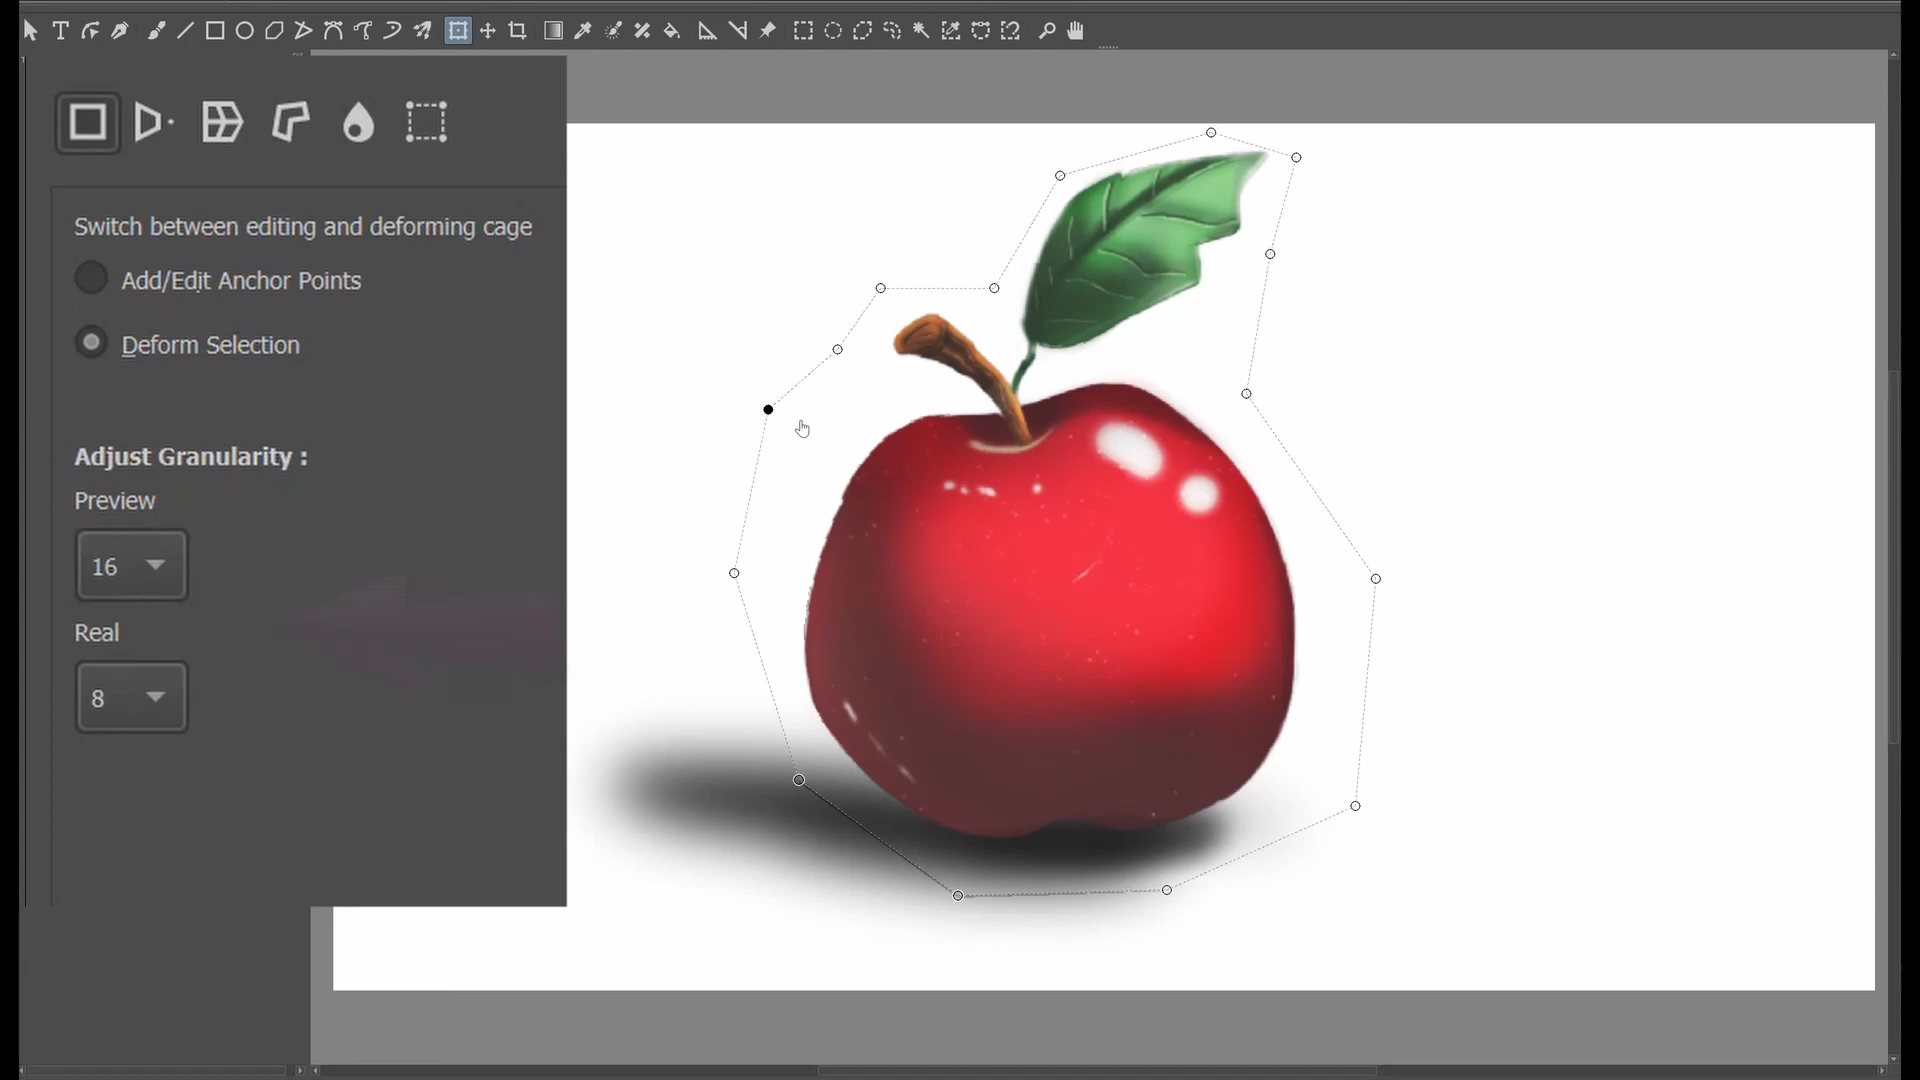 Switch between editing and deforming cage
Add/Edit Anchor Points
Deform Selection
Adjust Granularity :
Preview
16
Real
8